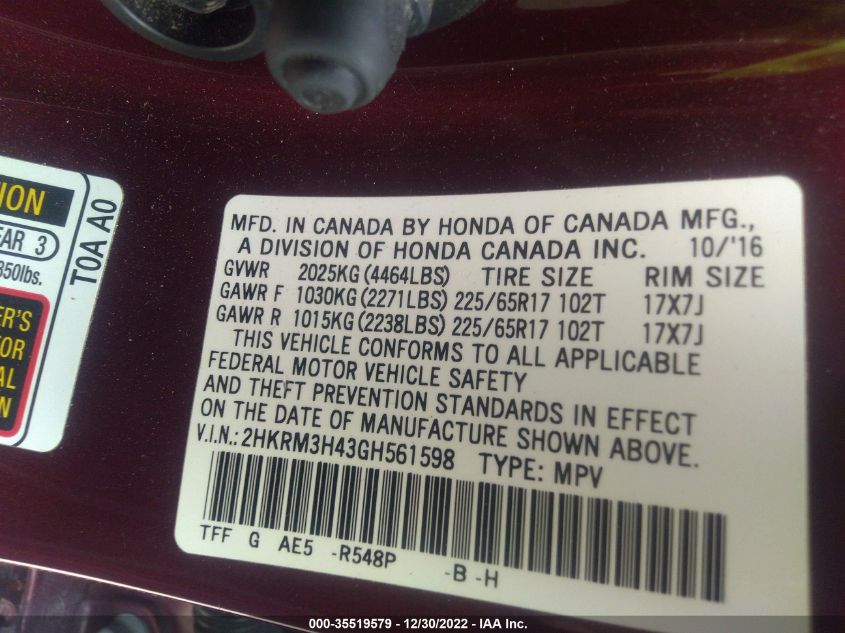 ION
EAR 3
350lbs.
T0A A0
ER'S
TOR
AL
N
MFD. IN CANADA BY HONDA OF CANADA MFG.,
A DIVISION OF HONDA CANADA INC. 10/'16
GVWR 2025KG (4464LBS) TIRE SIZE RIM SIZE
GAWR F 1030KG (2271LBS) 225/65R17 102T 17X7J
GAWR R 1015KG (2238LBS) 225/65R17 102T 17X7J
THIS VEHICLE CONFORMS TO ALL APPLICABLE
FEDERAL MOTOR VEHICLE SAFETY
AND THEFT PREVENTION STANDARDS IN EFFECT
ON THE DATE OF MANUFACTURE SHOWN ABOVE.
V.I.N.: 2HKRM3H43GH561598 TYPE: MPV
TFF G AE5 -R548P -B -H
000-35519579 - 12/30/2022 - IAA Inc.